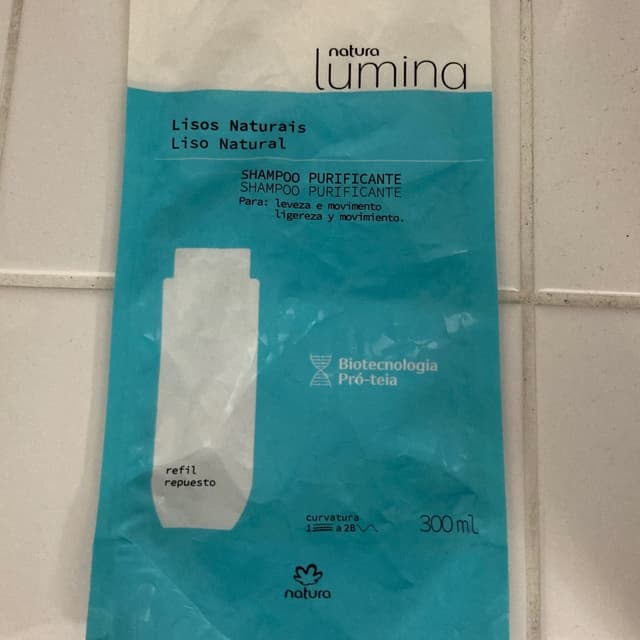 natura
lumina
Lisos Naturais
Liso Natural
SHAMPOO PURIFICANTE
SHAMPOO PURIFICANTE
Para: leveza e movimento
ligereza y movimiento.
Biotecnologia
Pró-teia
refil
repuesto
curvatura
1 a 2B
300 ml
natura